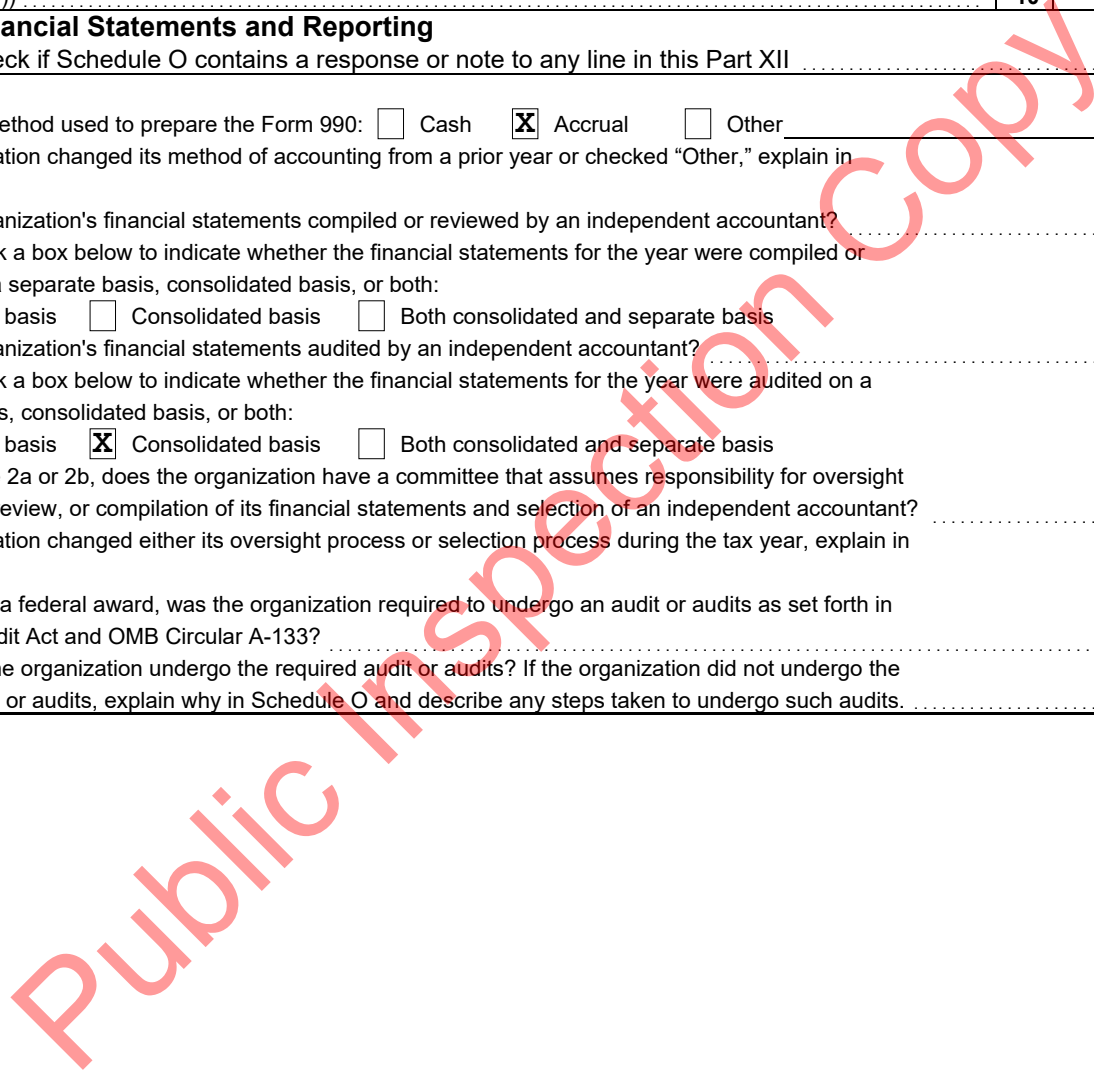 ancial Statements and Reporting
eck if Schedule O contains a response or note to any line in this Part XII
ethod used to prepare the Form 990: Cash X Accrual Other
ation changed its method of accounting from a prior year or checked “Other,” explain in
anization's financial statements compiled or reviewed by an independent accountant?
k a box below to indicate whether the financial statements for the year were compiled or
a separate basis, consolidated basis, or both:
basis Consolidated basis Both consolidated and separate basis
anization's financial statements audited by an independent accountant?
k a box below to indicate whether the financial statements for the year were audited on a
s, consolidated basis, or both:
basis X Consolidated basis Both consolidated and separate basis
2a or 2b, does the organization have a committee that assumes responsibility for oversight
eview, or compilation of its financial statements and selection of an independent accountant?
ation changed either its oversight process or selection process during the tax year, explain in
a federal award, was the organization required to undergo an audit or audits as set forth in
dit Act and OMB Circular A-133?
ne organization undergo the required audit or audits? If the organization did not undergo the
or audits, explain why in Schedule O and describe any steps taken to undergo such audits.
Public Inspection Copy